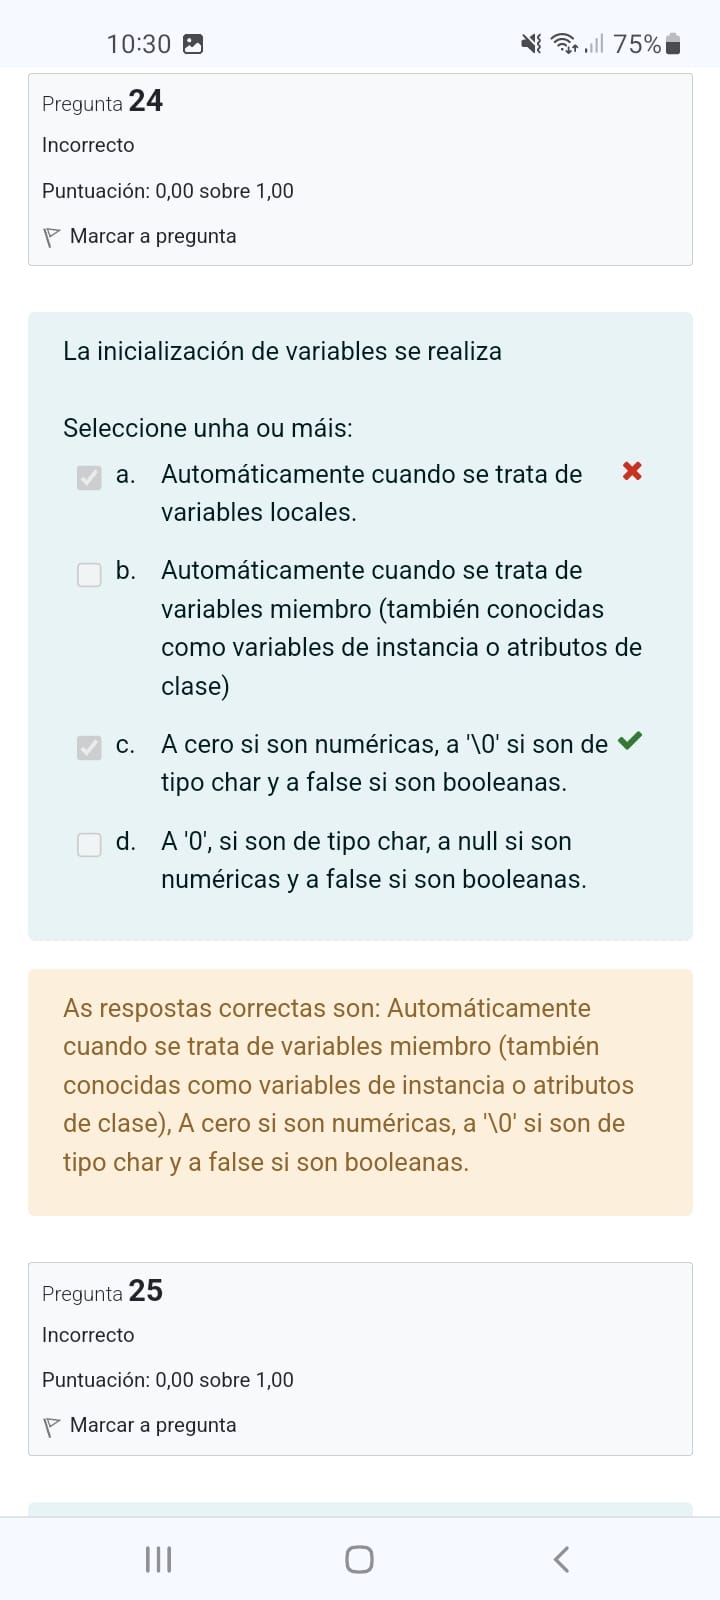 10:30 75%
Pregunta 24
Incorrecto
Puntuación: 0,00 sobre 1,00
Marcar a pregunta
La inicialización de variables se realiza
Seleccione unha ou máis:
a. Automáticamente cuando se trata de
variables locales.
b. Automáticamente cuando se trata de
variables miembro (también conocidas
como variables de instancia o atributos de
clase)
c. A cero si son numéricas, a '\0' si son de
tipo char y a false si son booleanas.
d. A '0', si son de tipo char, a null si son
numéricas y a false si son booleanas.
As respostas correctas son: Automáticamente
cuando se trata de variables miembro (también
conocidas como variables de instancia o atributos
de clase), A cero si son numéricas, a '\0' si son de
tipo char y a false si son booleanas.
Pregunta 25
Incorrecto
Puntuación: 0,00 sobre 1,00
Marcar a pregunta